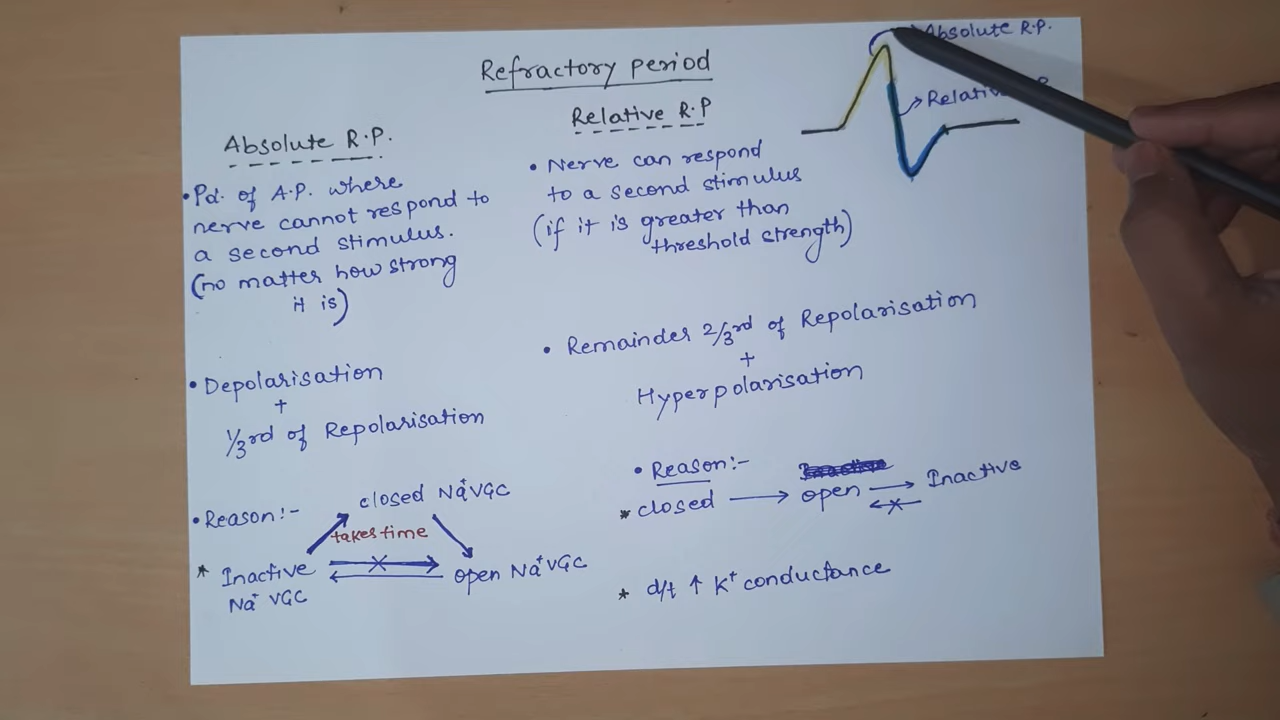 Refractory period
Absolute R.P.
Relative R.P
Absolute R.P.
• Pd. of A.P. where
nerve cannot respond to
a second stimulus.
(no matter how strong
it is)
• Depolarisation
+
1/3rd of Repolarisation
• Reason:-
closed Na⁺VGC
takes time
* Inactive
Na⁺ VGC
open Na⁺VGC
Relative R.P
• Nerve can respond
to a second stimulus
(if it is greater than
threshold strength)
• Remainder 2/3rd of Repolarisation
+
Hyperpolarisation
• Reason:-
* closed → open → Inactive
* d/t ↑ K⁺ conductance